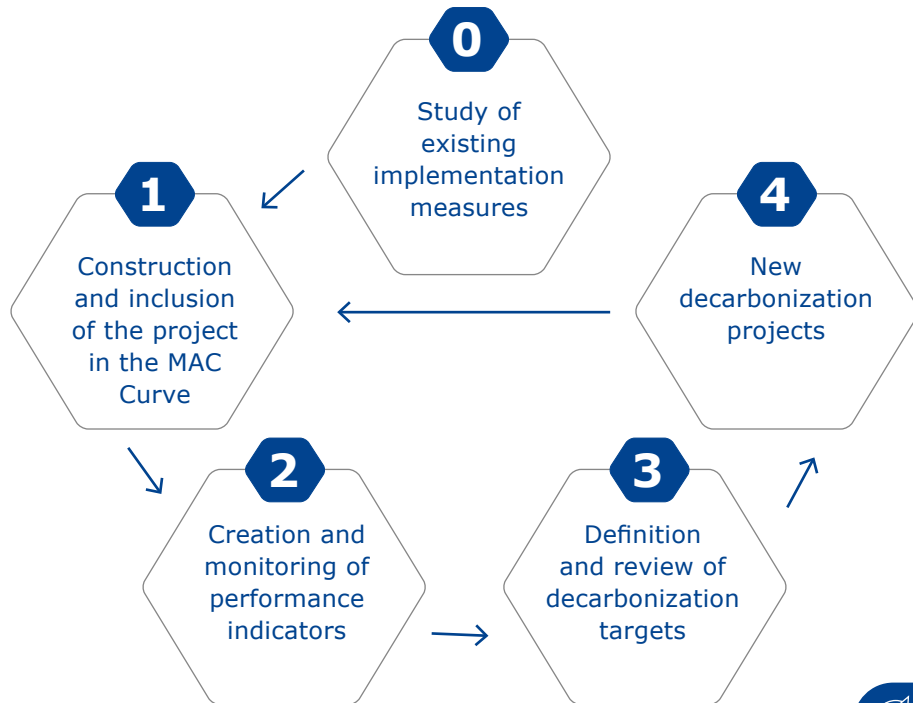 0
Study of
existing
implementation
measures
1
Construction
and inclusion
of the project
in the MAC
Curve
2
Creation and
monitoring of
performance
indicators
3
Definition
and review of
decarbonization
targets
4
New
decarbonization
projects